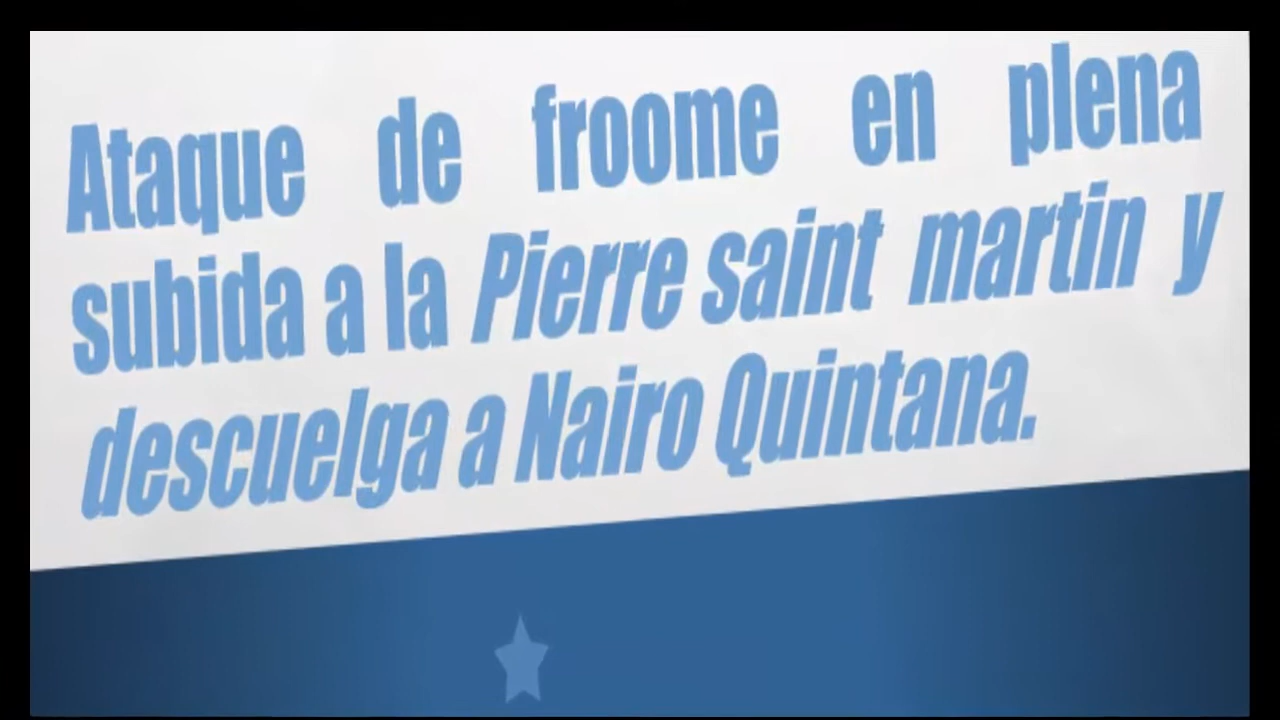 Ataque de froome en plena
subida a la Pierre saint martin y
descuelga a Nairo Quintana.